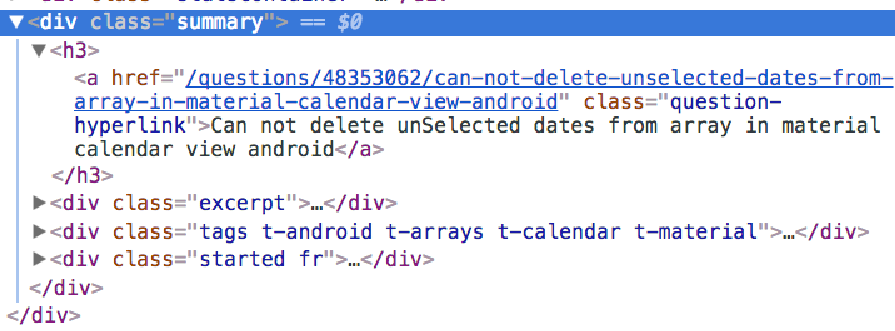 ▼<div class="summary"> == $0
▼<h3>
<a href="/questions/48353062/can-not-delete-unselected-dates-from-
array-in-material-calendar-view-android" class="question-
hyperlink">Can not delete unSelected dates from array in material
calendar view android</a>
</h3>
▶<div class="excerpt">…</div>
▶<div class="tags t-android t-arrays t-calendar t-material">…</div>
▶<div class="started fr">…</div>
</div>
</div>